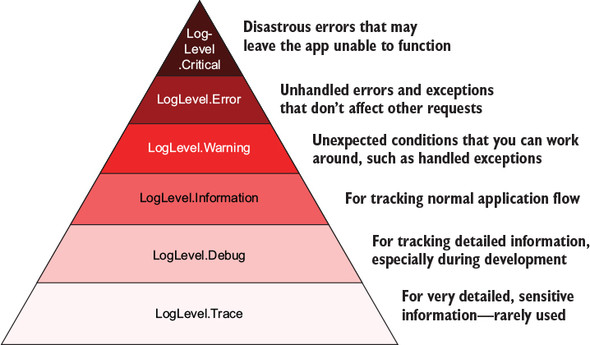 Log-
Level
.Critical
Disastrous errors that may
leave the app unable to function
LogLevel.Error
Unhandled errors and exceptions
that don't affect other requests
LogLevel.Warning
Unexpected conditions that you can work
around, such as handled exceptions
LogLevel.Information
For tracking normal application flow
LogLevel.Debug
For tracking detailed information,
especially during development
LogLevel.Trace
For very detailed, sensitive
information—rarely used